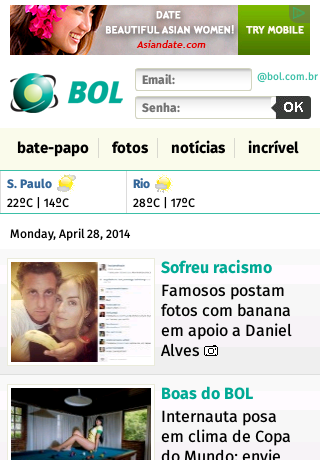 DATE
BEAUTIFUL ASIAN WOMEN!
Asiandate.com
TRY MOBILE
BOL
Email:
@bol.com.br
Senha:
OK
bate-papo
fotos
notícias
incrível
S. Paulo
22ºC | 14ºC
Rio
28ºC | 17ºC
Monday, April 28, 2014
Sofreu racismo
Famosos postam
fotos com banana
em apoio a Daniel
Alves
Boas do BOL
Internauta posa
em clima de Copa
do Mundo; envie